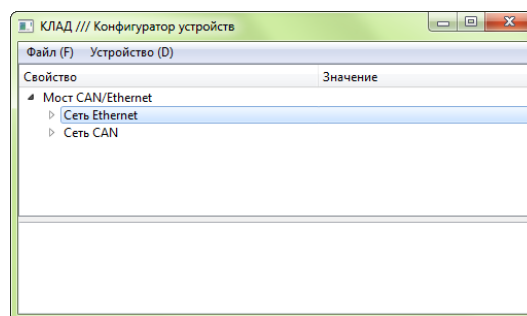 КЛАД /// Конфигуратор устройств
Файл (F) Устройство (D)
Свойство Значение
Мост CAN/Ethernet
Сеть Ethernet
Сеть CAN